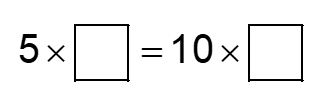 5 × □ = 10 × □